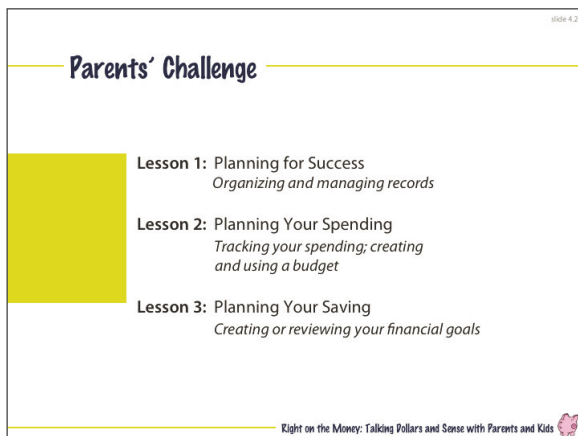 slide 4.2
Parents' Challenge
Lesson 1: Planning for Success
Organizing and managing records
Lesson 2: Planning Your Spending
Tracking your spending; creating
and using a budget
Lesson 3: Planning Your Saving
Creating or reviewing your financial goals
Right on the Money: Talking Dollars and Sense with Parents and Kids